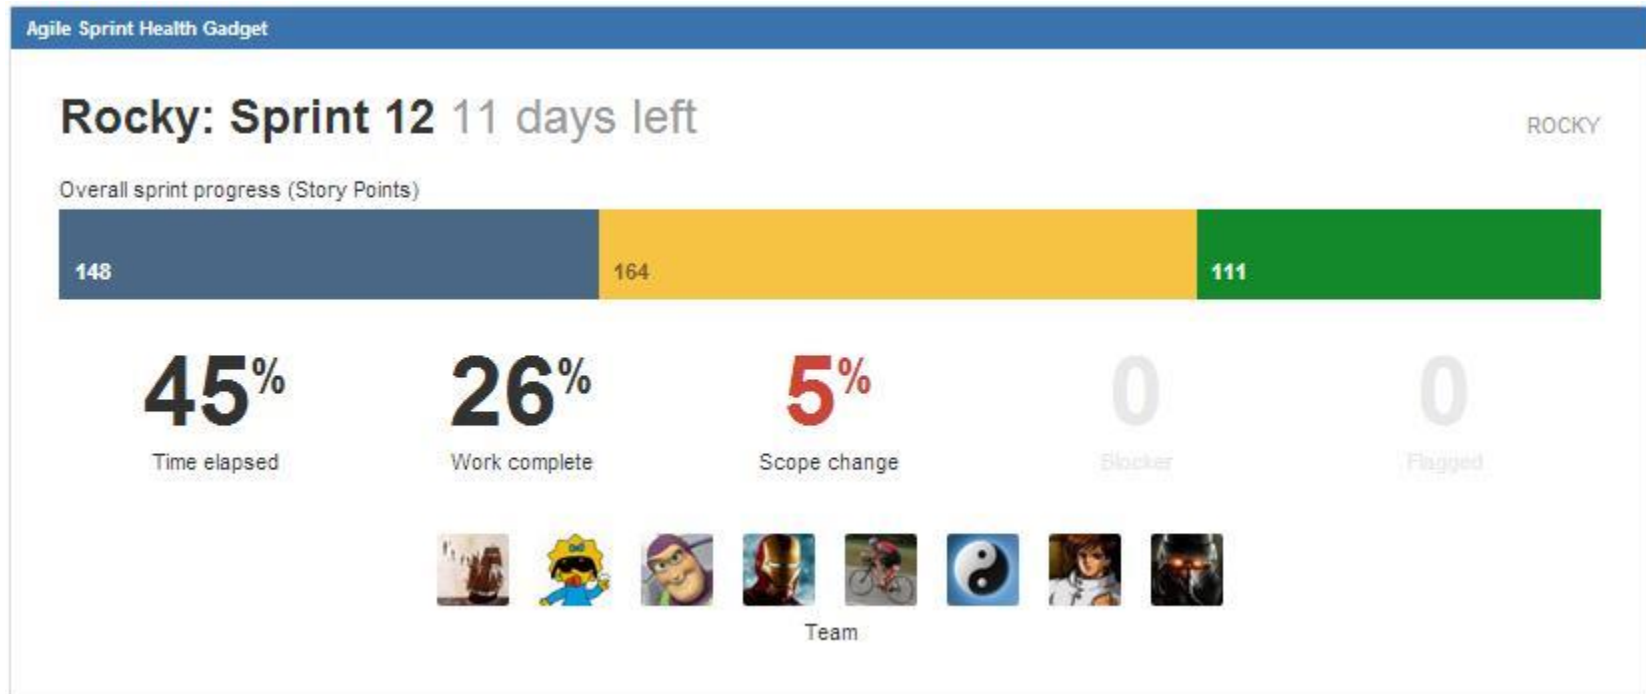 Agile Sprint Health Gadget
Rocky: Sprint 12 11 days left
ROCKY
Overall sprint progress (Story Points)
148 164 111
45% 26% 5% 0 0
Time elapsed Work complete Scope change Blocker Flagged
Team